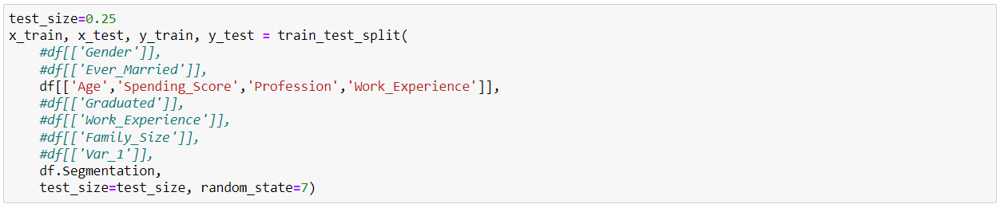 test_size=0.25
x_train, x_test, y_train, y_test = train_test_split(
    #df[['Gender']],
    #df[['Ever_Married']],
    df[['Age','Spending_Score','Profession','Work_Experience']],
    #df[['Graduated']],
    #df[['Work_Experience']],
    #df[['Family_Size']],
    #df[['Var_1']],
    df.Segmentation,
    test_size=test_size, random_state=7)